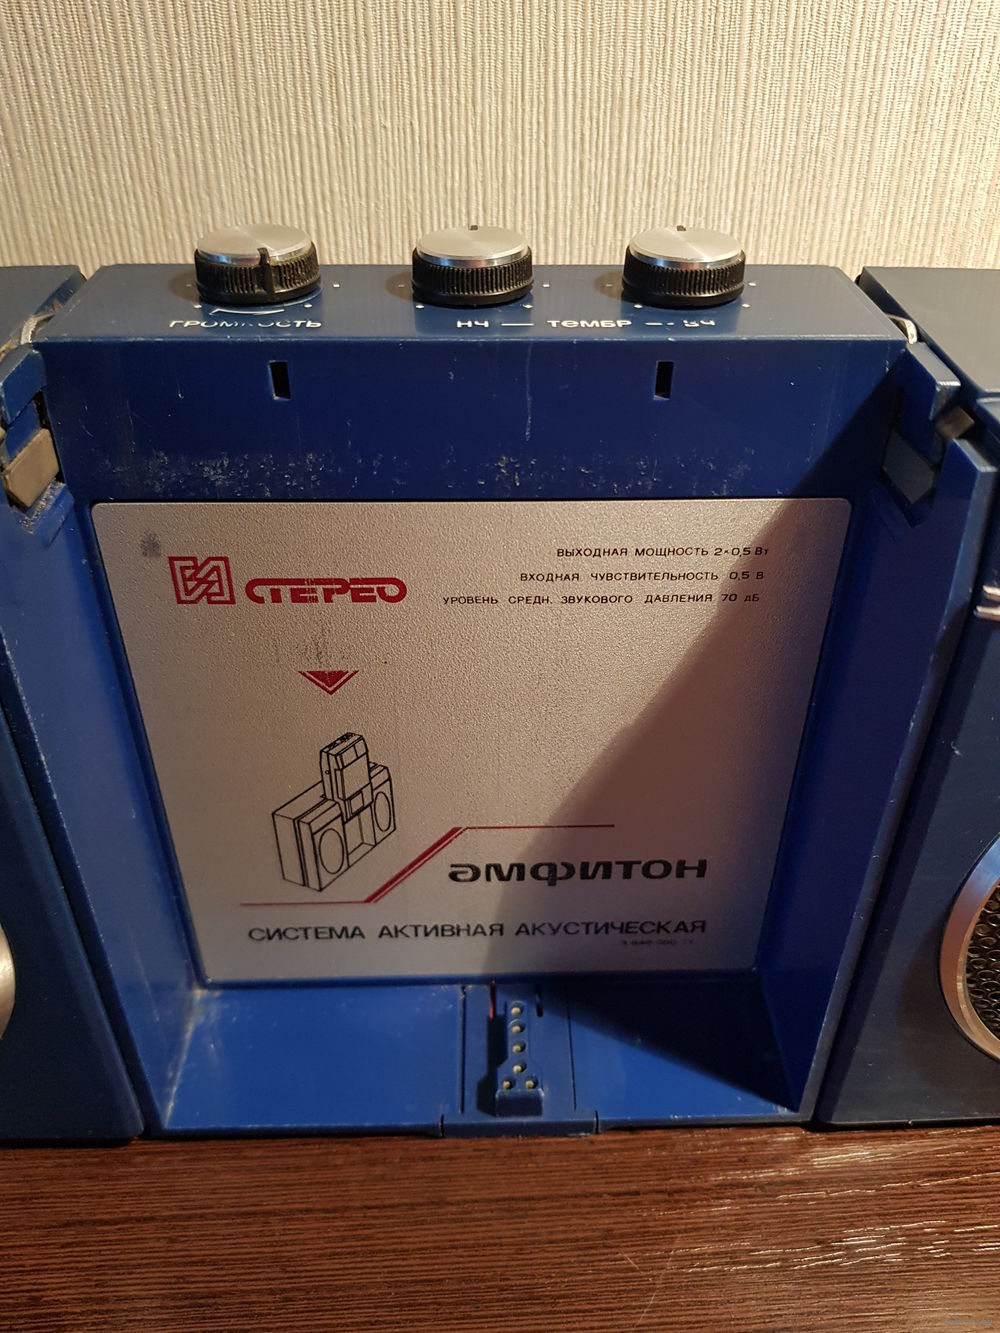 ГРОМКОСТЬ
НЧ — ТЕМБР — ВЧ
СТЕРЕО
ВЫХОДНАЯ МОЩНОСТЬ 2×0,5 Вт
ВХОДНАЯ ЧУВСТВИТЕЛЬНОСТЬ 0,5 В
УРОВЕНЬ СРЕДН. ЗВУКОВОГО ДАВЛЕНИЯ 70 дБ
амфитон
СИСТЕМА АКТИВНАЯ АКУСТИЧЕСКАЯ